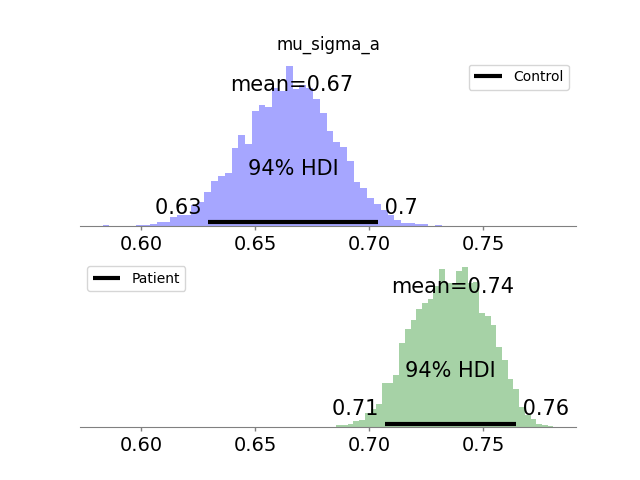 mu_sigma_a
mean=0.67
Control
94% HDI
0.63 0.7
0.60 0.65 0.70 0.75
Patient
mean=0.74
94% HDI
0.71 0.76
0.60 0.65 0.70 0.75